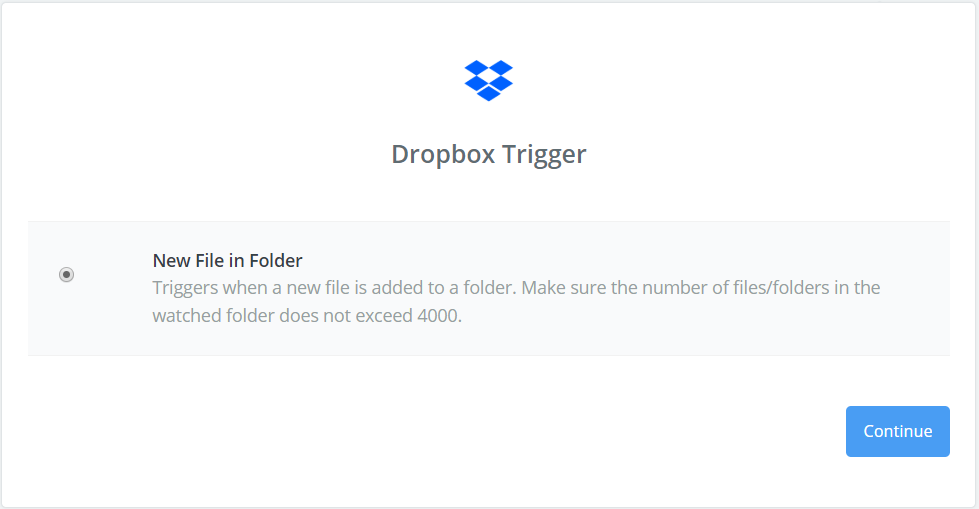 Dropbox Trigger
New File in Folder
Triggers when a new file is added to a folder. Make sure the number of files/folders in the
watched folder does not exceed 4000.
Continue